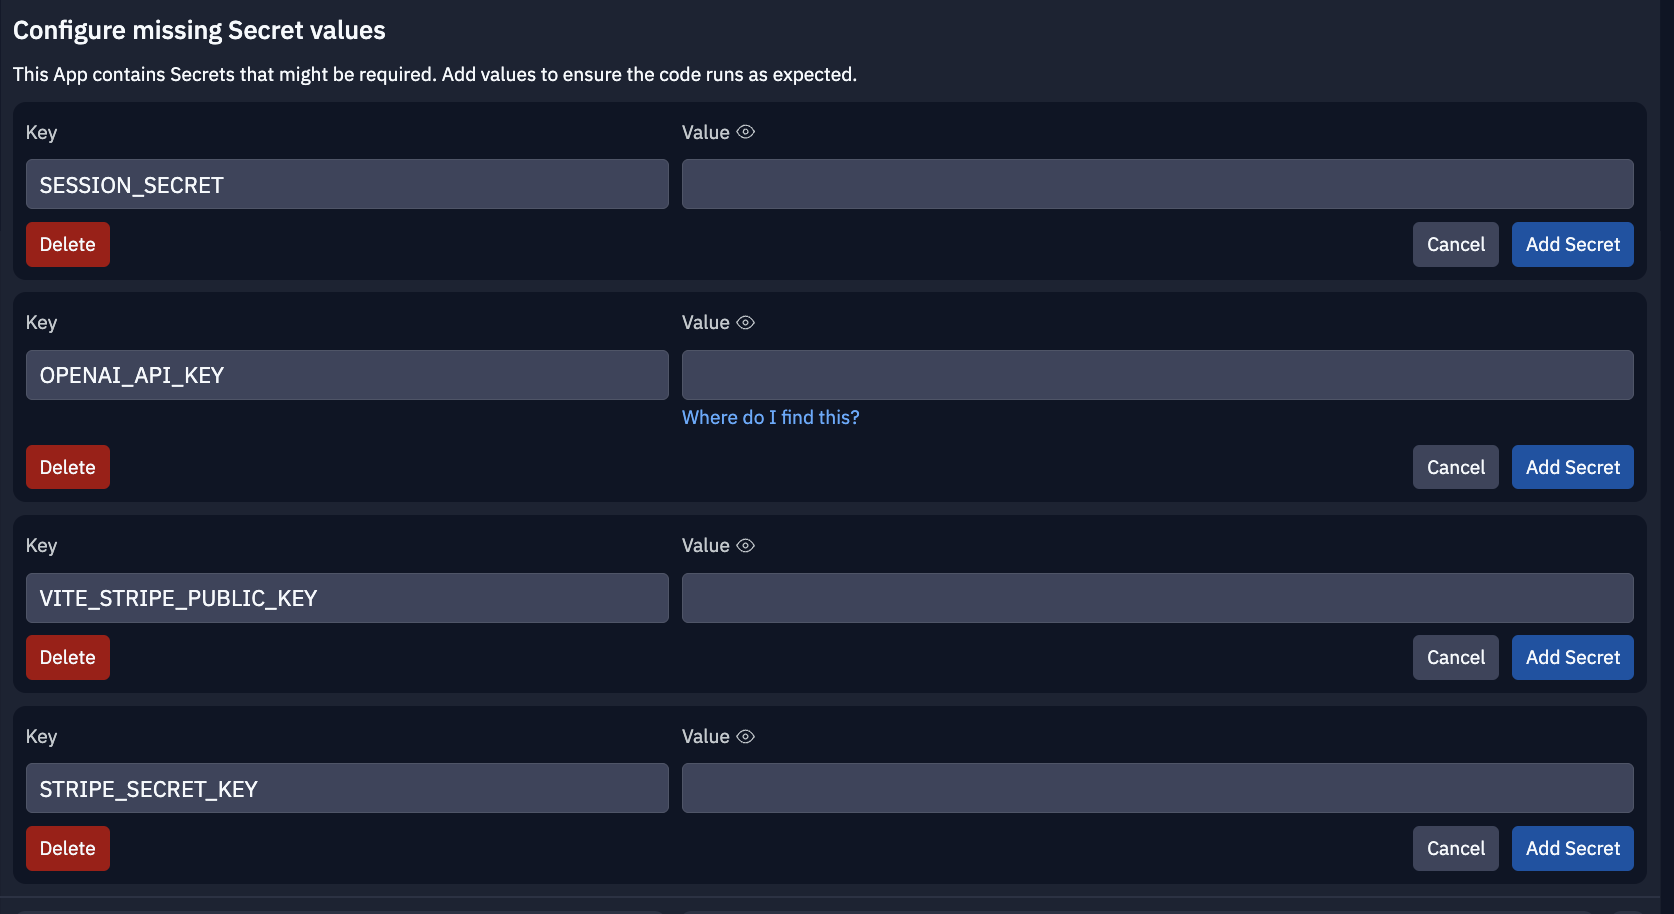 Configure missing Secret values
This App contains Secrets that might be required. Add values to ensure the code runs as expected.
Key
Value
SESSION_SECRET
Delete
Cancel
Add Secret
Key
Value
OPENAI_API_KEY
Where do I find this?
Delete
Cancel
Add Secret
Key
Value
VITE_STRIPE_PUBLIC_KEY
Delete
Cancel
Add Secret
Key
Value
STRIPE_SECRET_KEY
Delete
Cancel
Add Secret